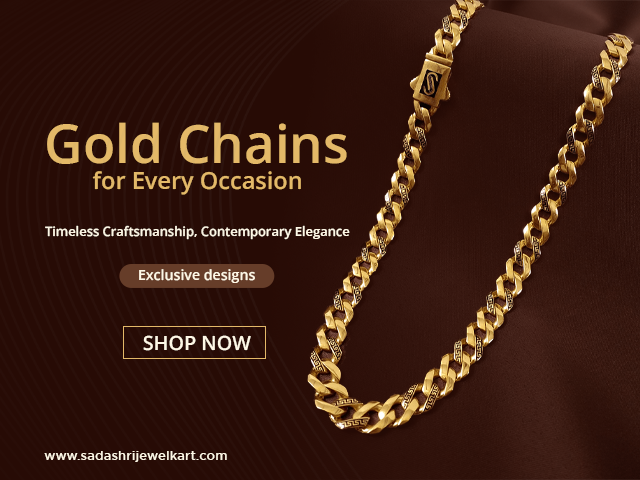 Gold Chains
for Every Occasion
Timeless Craftsmanship, Contemporary Elegance
Exclusive designs
SHOP NOW
www.sadashrijewelkart.com